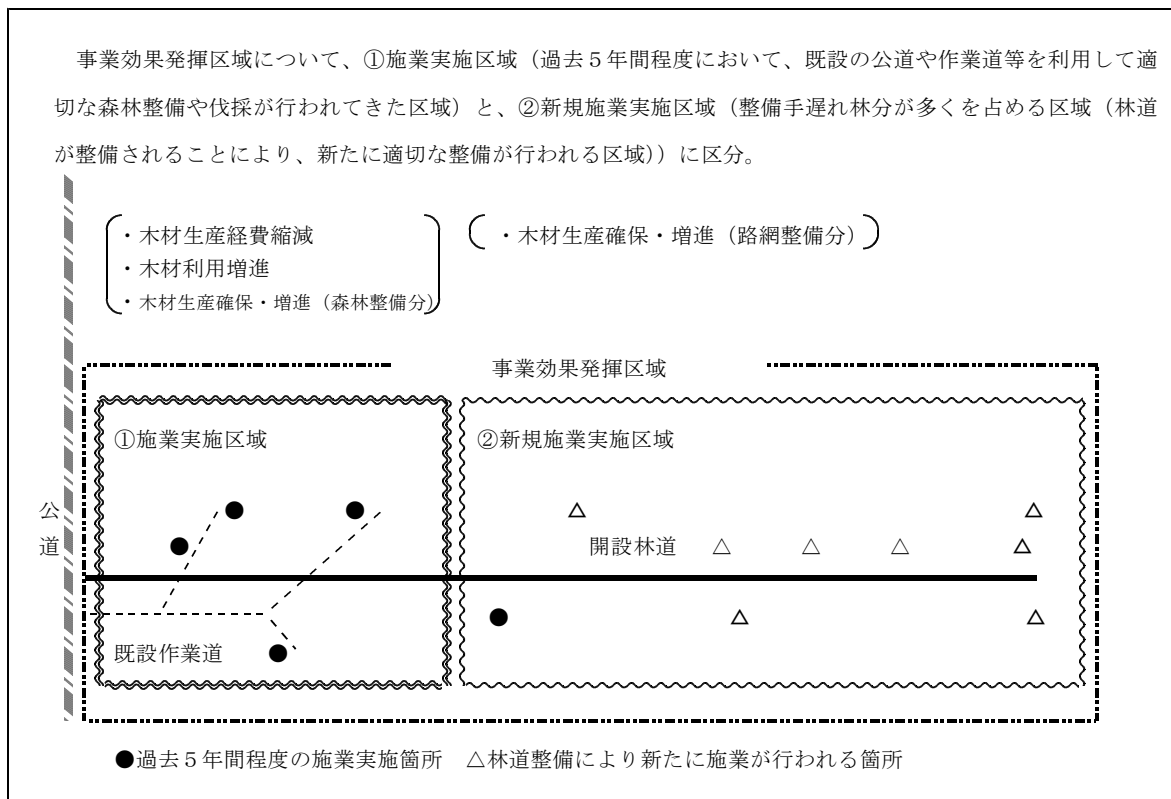 事業効果発揮区域について、①施業実施区域（過去５年間程度において、既設の公道や作業道等を利用して適
切な森林整備や伐採が行われてきた区域）と、②新規施業実施区域（整備手遅れ林分が多くを占める区域（林道
が整備されることにより、新たに適切な整備が行われる区域））に区分。
・木材生産経費縮減
・木材利用増進
・木材生産確保・増進（森林整備分）
・木材生産確保・増進（路網整備分）
事業効果発揮区域
①施業実施区域
②新規施業実施区域
公道
開設林道
既設作業道
●過去５年間程度の施業実施箇所　△林道整備により新たに施業が行われる箇所